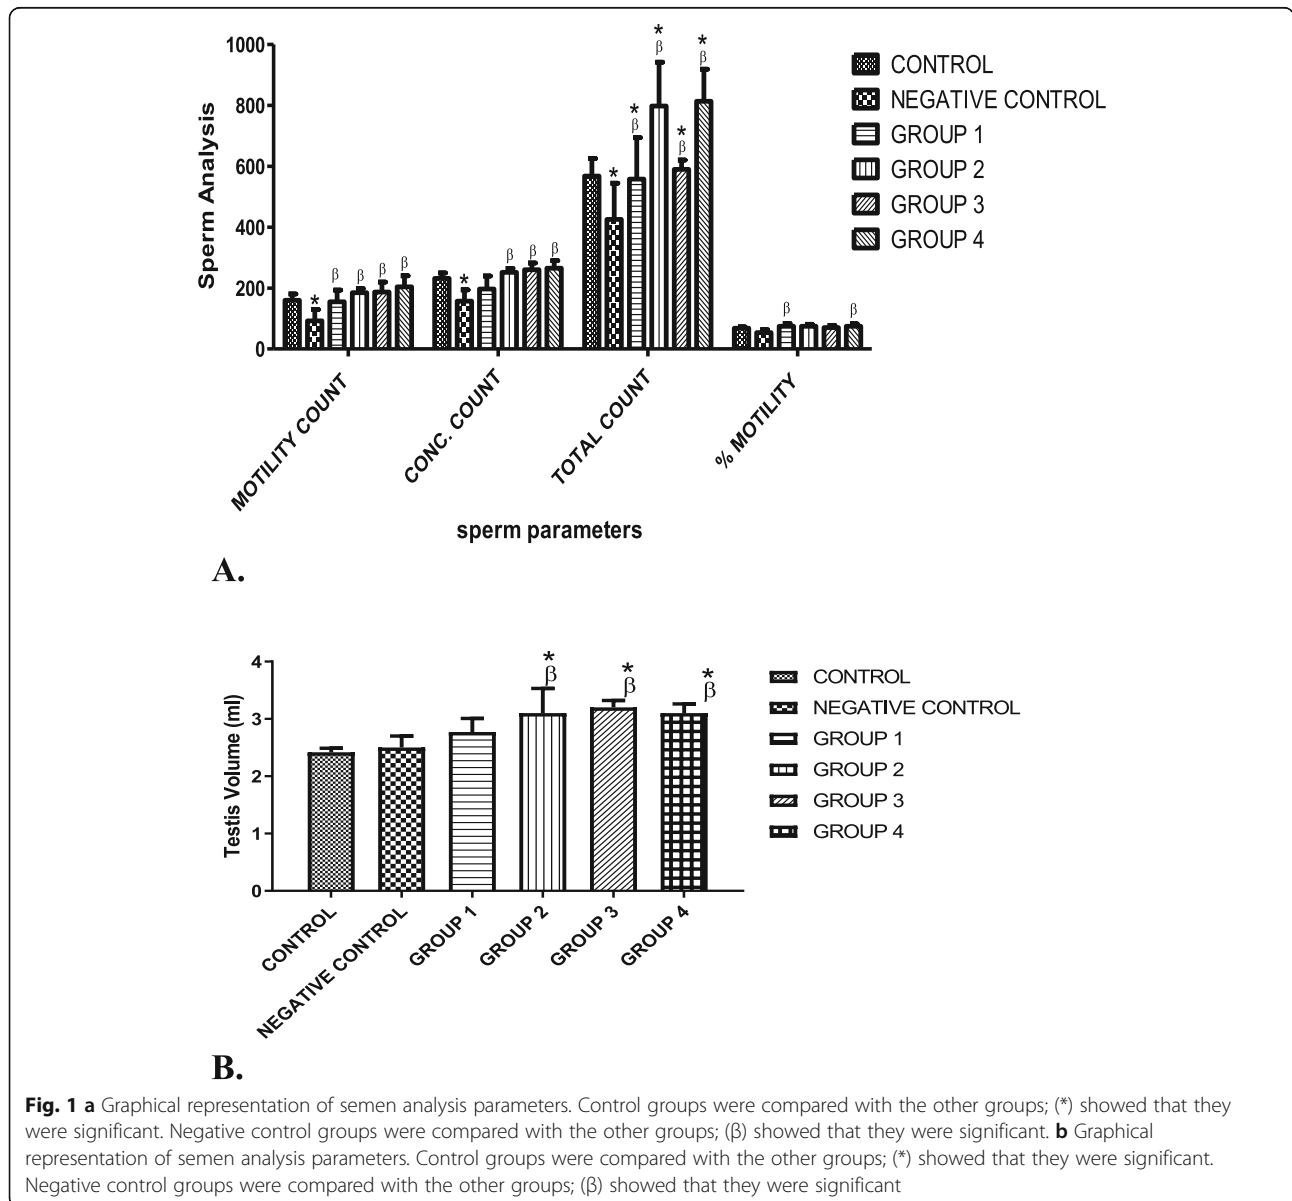 1000
800
600
400
200
0
Sperm Analysis
*
β
β
β
β
*
β
β
β
*
*
β
*
β
*
β
*
β
β
β
CONTROL
NEGATIVE CONTROL
GROUP 1
GROUP 2
GROUP 3
GROUP 4
MOTILITY COUNT
CONC. COUNT
TOTAL COUNT
% MOTILITY
sperm parameters
A.
4
3
2
1
0
Testis Volume (ml)
*
β
*
β
*
β
CONTROL
NEGATIVE CONTROL
GROUP 1
GROUP 2
GROUP 3
GROUP 4
CONTROL
NEGATIVE CONTROL
GROUP 1
GROUP 2
GROUP 3
GROUP 4
B.
Fig. 1 a Graphical representation of semen analysis parameters. Control groups were compared with the other groups; (*) showed that they
were significant. Negative control groups were compared with the other groups; (β) showed that they were significant. b Graphical
representation of semen analysis parameters. Control groups were compared with the other groups; (*) showed that they were significant.
Negative control groups were compared with the other groups; (β) showed that they were significant